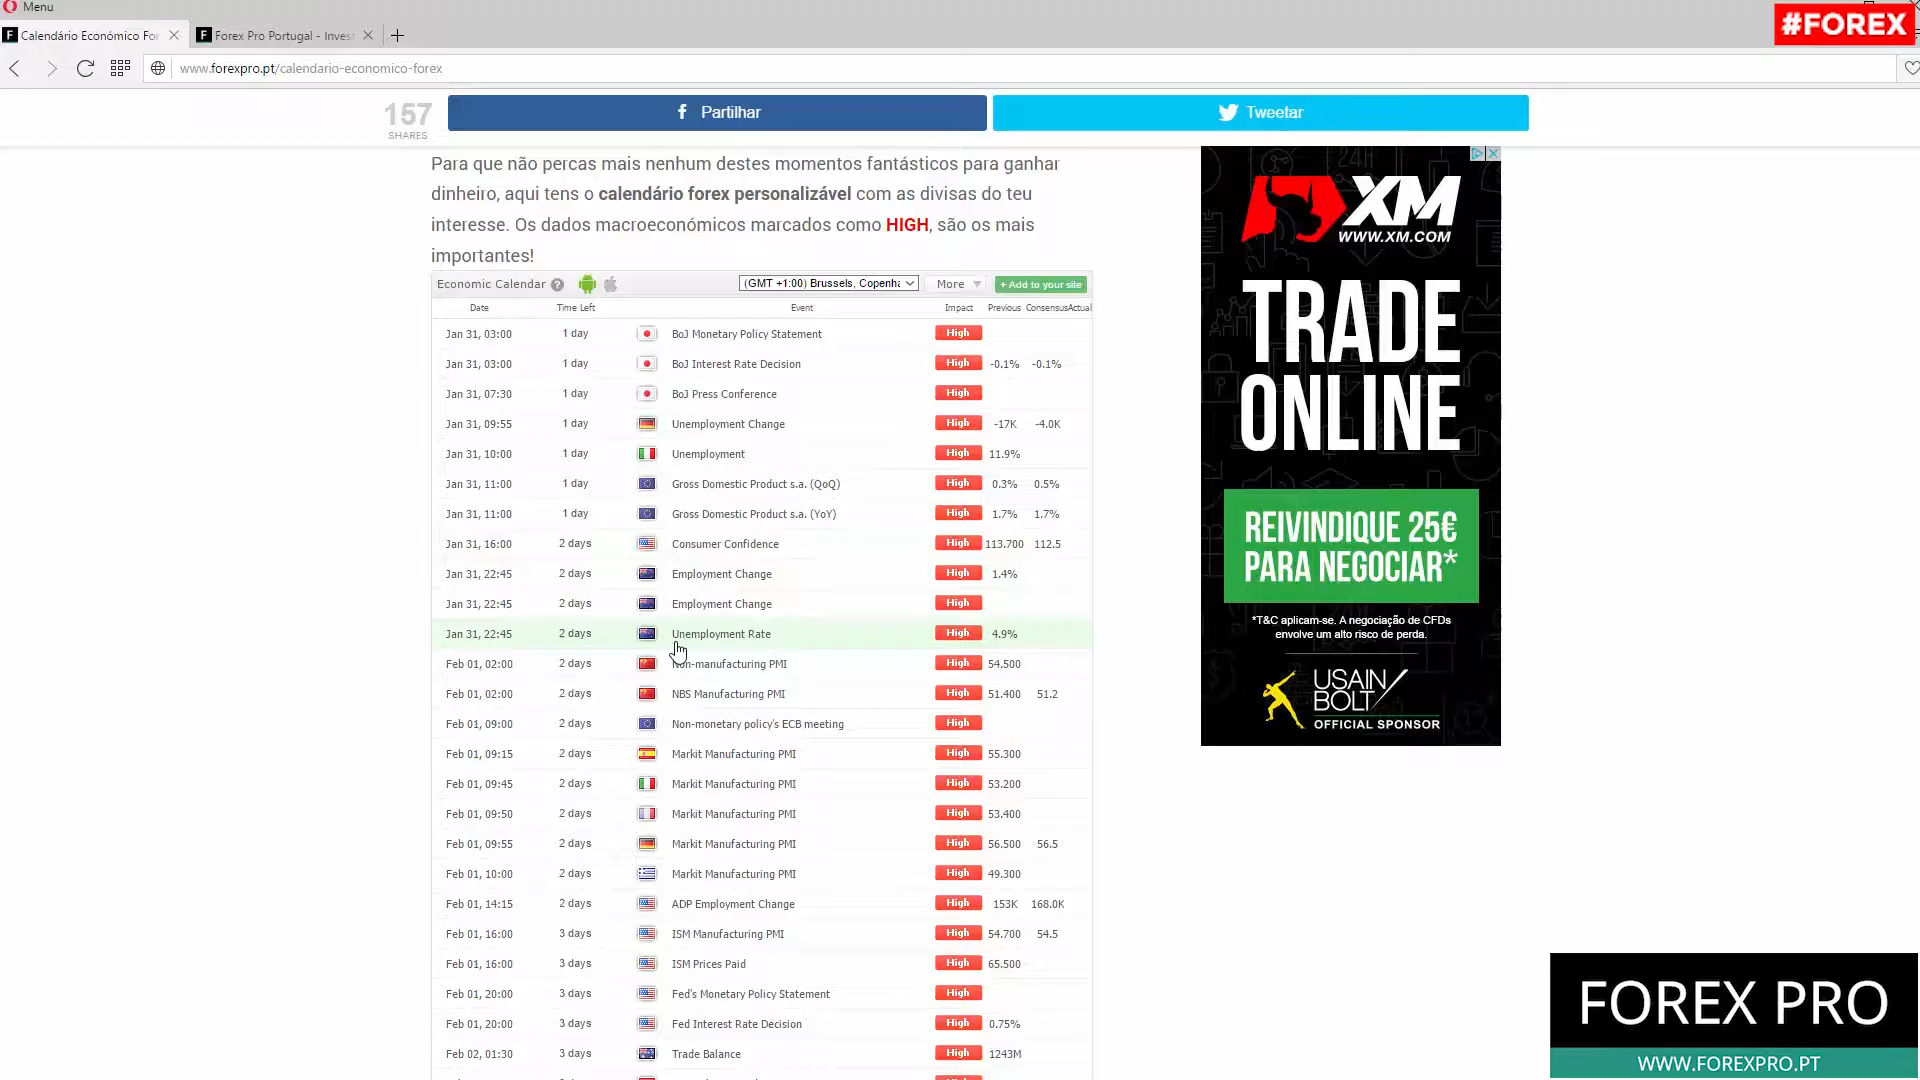 Menu
#FOREX
Calendário Económico For
Forex Pro Portugal - Inves
www.forexpro.pt/calendario-economico-forex
157
SHARES
Partilhar
Tweetar
Para que não percas mais nenhum destes momentos fantásticos para ganhar
dinheiro, aqui tens o calendário forex personalizável com as divisas do teu
interesse. Os dados macroeconómicos marcados como HIGH, são os mais
importantes!
Economic Calendar ? (GMT +1:00) Brussels, Copenha More + Add to your site
Date Time Left Event Impact Previous Consensus Actual
Jan 31, 03:00 1 day BoJ Monetary Policy Statement High
Jan 31, 03:00 1 day BoJ Interest Rate Decision High -0.1% -0.1%
Jan 31, 07:30 1 day BoJ Press Conference High
Jan 31, 09:55 1 day Unemployment Change High -17K -4.0K
Jan 31, 10:00 1 day Unemployment High 11.9%
Jan 31, 11:00 1 day Gross Domestic Product s.a. (QoQ) High 0.3% 0.5%
Jan 31, 11:00 1 day Gross Domestic Product s.a. (YoY) High 1.7% 1.7%
Jan 31, 16:00 2 days Consumer Confidence High 113.700 112.5
Jan 31, 22:45 2 days Employment Change High 1.4%
Jan 31, 22:45 2 days Employment Change High
Jan 31, 22:45 2 days Unemployment Rate High 4.9%
Feb 01, 02:00 2 days Non-manufacturing PMI High 54.500
Feb 01, 02:00 2 days NBS Manufacturing PMI High 51.400 51.2
Feb 01, 09:00 2 days Non-monetary policy's ECB meeting High
Feb 01, 09:15 2 days Markit Manufacturing PMI High 55.300
Feb 01, 09:45 2 days Markit Manufacturing PMI High 53.200
Feb 01, 09:50 2 days Markit Manufacturing PMI High 53.400
Feb 01, 09:55 2 days Markit Manufacturing PMI High 56.500 56.5
Feb 01, 10:00 2 days Markit Manufacturing PMI High 49.300
Feb 01, 14:15 2 days ADP Employment Change High 153K 168.0K
Feb 01, 16:00 3 days ISM Manufacturing PMI High 54.700 54.5
Feb 01, 16:00 3 days ISM Prices Paid High 65.500
Feb 01, 20:00 3 days Fed's Monetary Policy Statement High
Feb 01, 20:00 3 days Fed Interest Rate Decision High 0.75%
Feb 02, 01:30 3 days Trade Balance High 1243M
XM
WWW.XM.COM
TRADE
ONLINE
REIVINDIQUE 25€
PARA NEGOCIAR*
*T&C aplicam-se. A negociação de CFDs
envolve um alto risco de perda.
USAIN
BOLT
OFFICIAL SPONSOR
FOREX PRO
WWW.FOREXPRO.PT